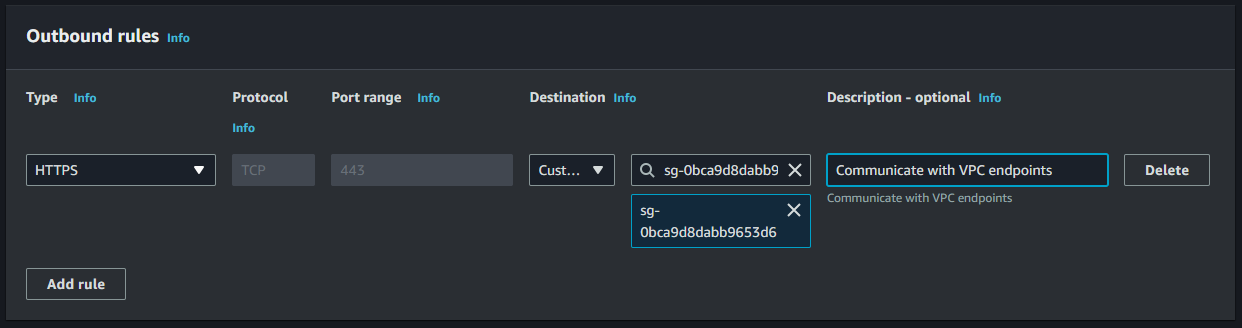 Outbound rules Info
Type Info
Protocol
Info
Port range Info
Destination Info
Description - optional Info
HTTPS
TCP
443
Cust...
sg-0bca9d8dabb9
Communicate with VPC endpoints
Delete
sg-
0bca9d8dabb9653d6
Communicate with VPC endpoints
Add rule